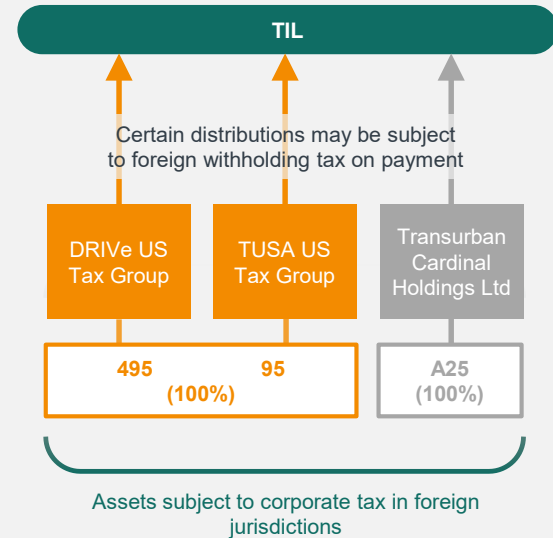 TIL
Certain distributions may be subject
to foreign withholding tax on payment
DRIVe US
Tax Group
TUSA US
Tax Group
Transurban
Cardinal
Holdings Ltd
495 95
(100%)
A25
(100%)
Assets subject to corporate tax in foreign
jurisdictions